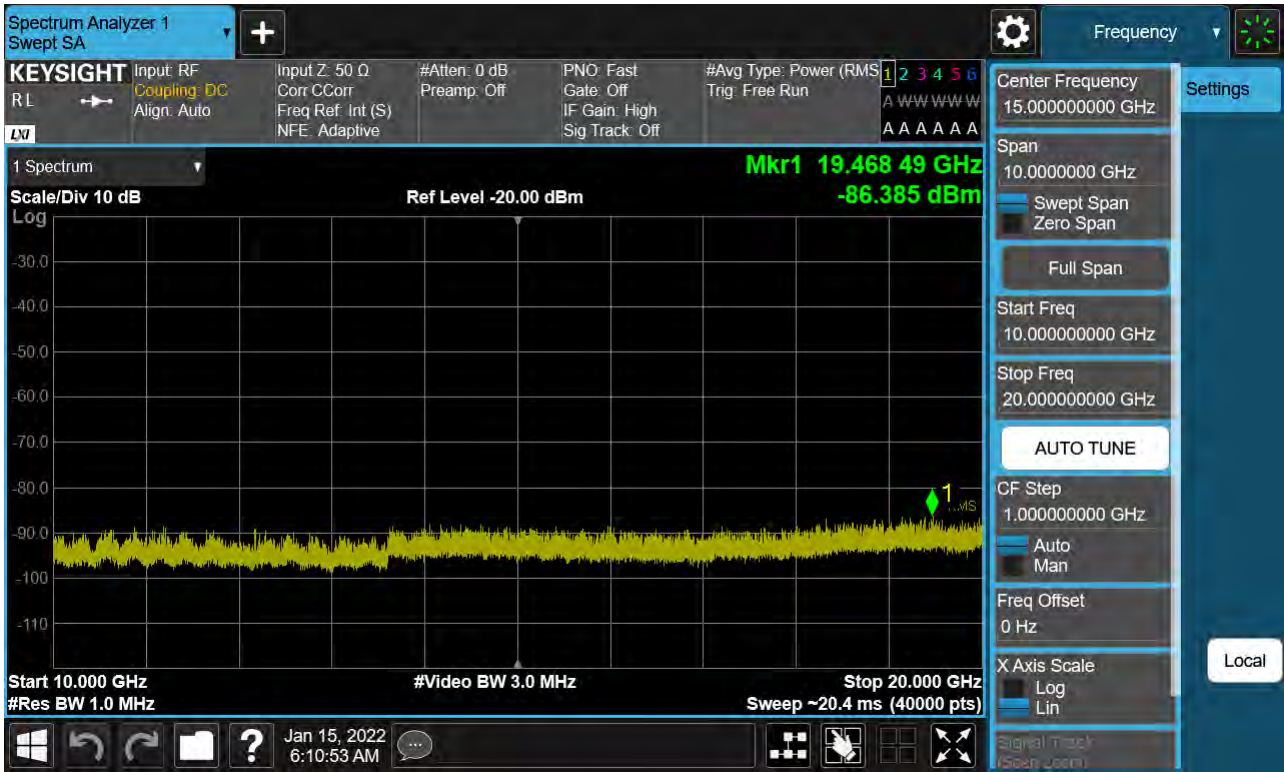 Spectrum Analyzer 1
Swept SA
Frequency
KEYSIGHT
RL
LXI
Input: RF
Coupling: DC
Align: Auto
Input Z: 50 Ω
Corr CCorr
Freq Ref: Int (S)
NFE: Adaptive
#Atten: 0 dB
Preamp: Off
PNO: Fast
Gate: Off
IF Gain: High
Sig Track: Off
#Avg Type: Power (RMS
Trig: Free Run
1 2 3 4 5 6
A W W W W W
A A A A A A
1 Spectrum
Scale/Div 10 dB
Log
Ref Level -20.00 dBm
Mkr1 19.468 49 GHz
-86.385 dBm
-30.0
-40.0
-50.0
-60.0
-70.0
-80.0
-90.0
-100
-110
1
Start 10.000 GHz
#Res BW 1.0 MHz
#Video BW 3.0 MHz
Stop 20.000 GHz
Sweep ~20.4 ms (40000 pts)
Center Frequency
15.000000000 GHz
Span
10.0000000 GHz
Swept Span
Zero Span
Full Span
Start Freq
10.000000000 GHz
Stop Freq
20.000000000 GHz
AUTO TUNE
CF Step
1.000000000 GHz
Auto
Man
Freq Offset
0 Hz
X Axis Scale
Log
Lin
Signal Track
(Span Zoom)
Settings
Local
?
Jan 15, 2022
6:10:53 AM